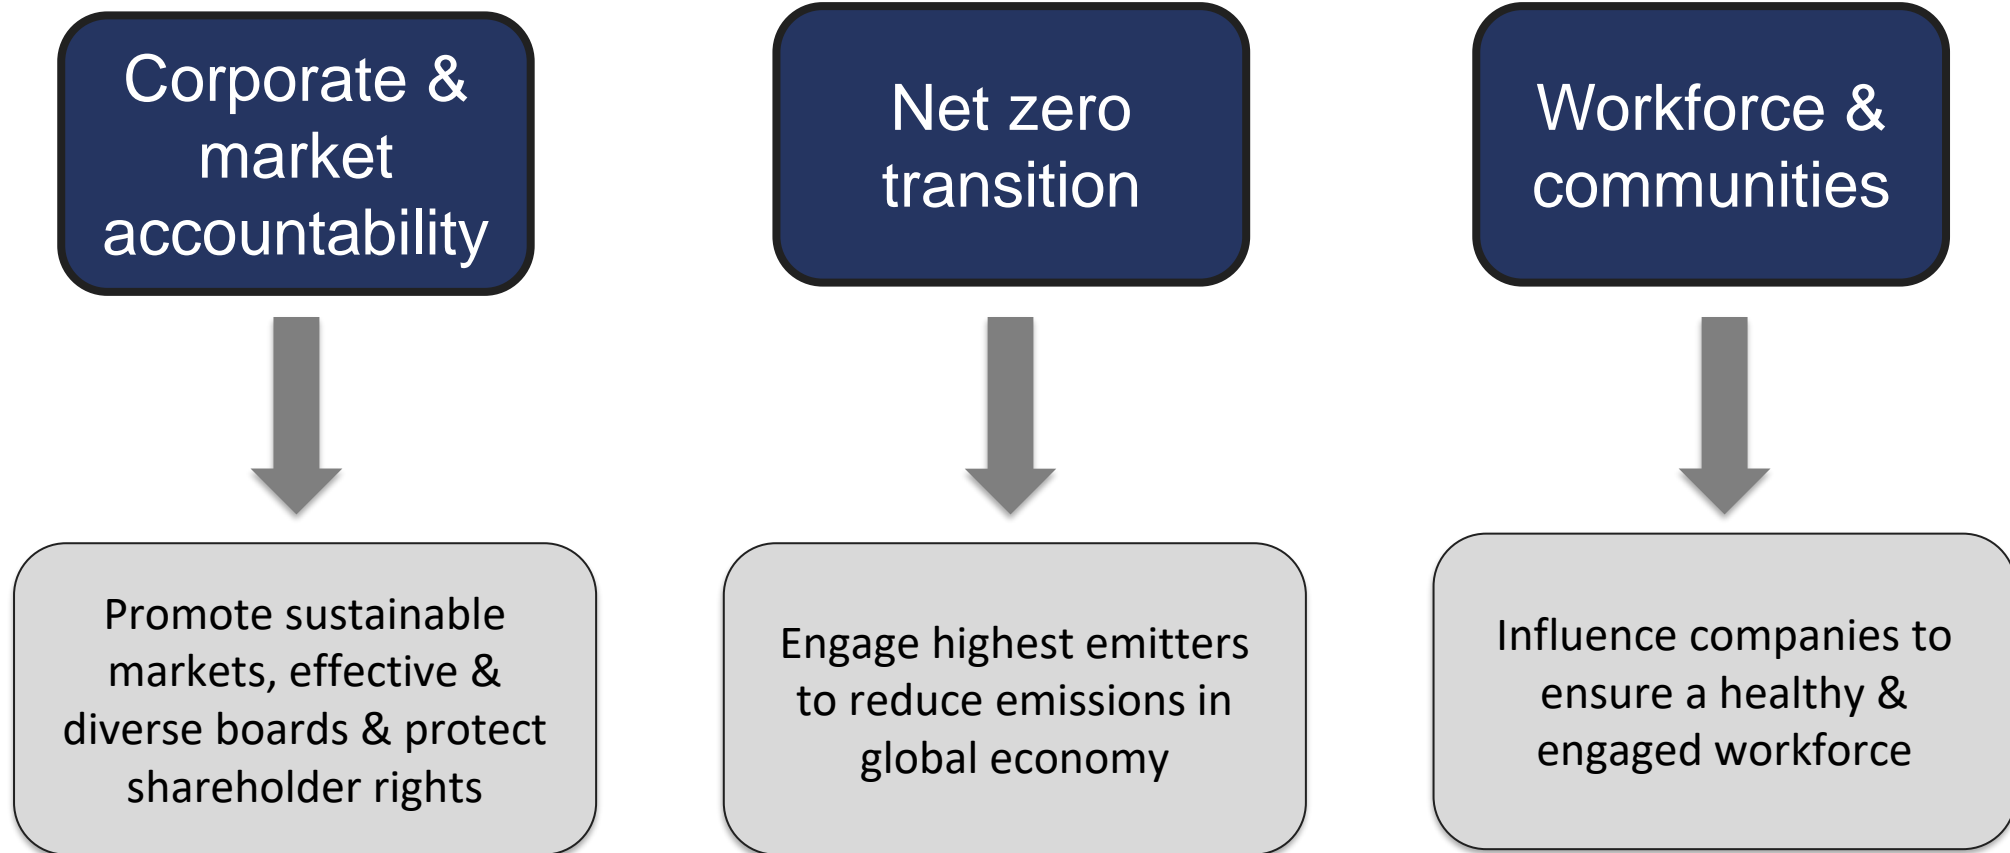 Corporate &
market
accountability
Net zero
transition
Workforce &
communities
Promote sustainable
markets, effective &
diverse boards & protect
shareholder rights
Engage highest emitters
to reduce emissions in
global economy
Influence companies to
ensure a healthy &
engaged workforce